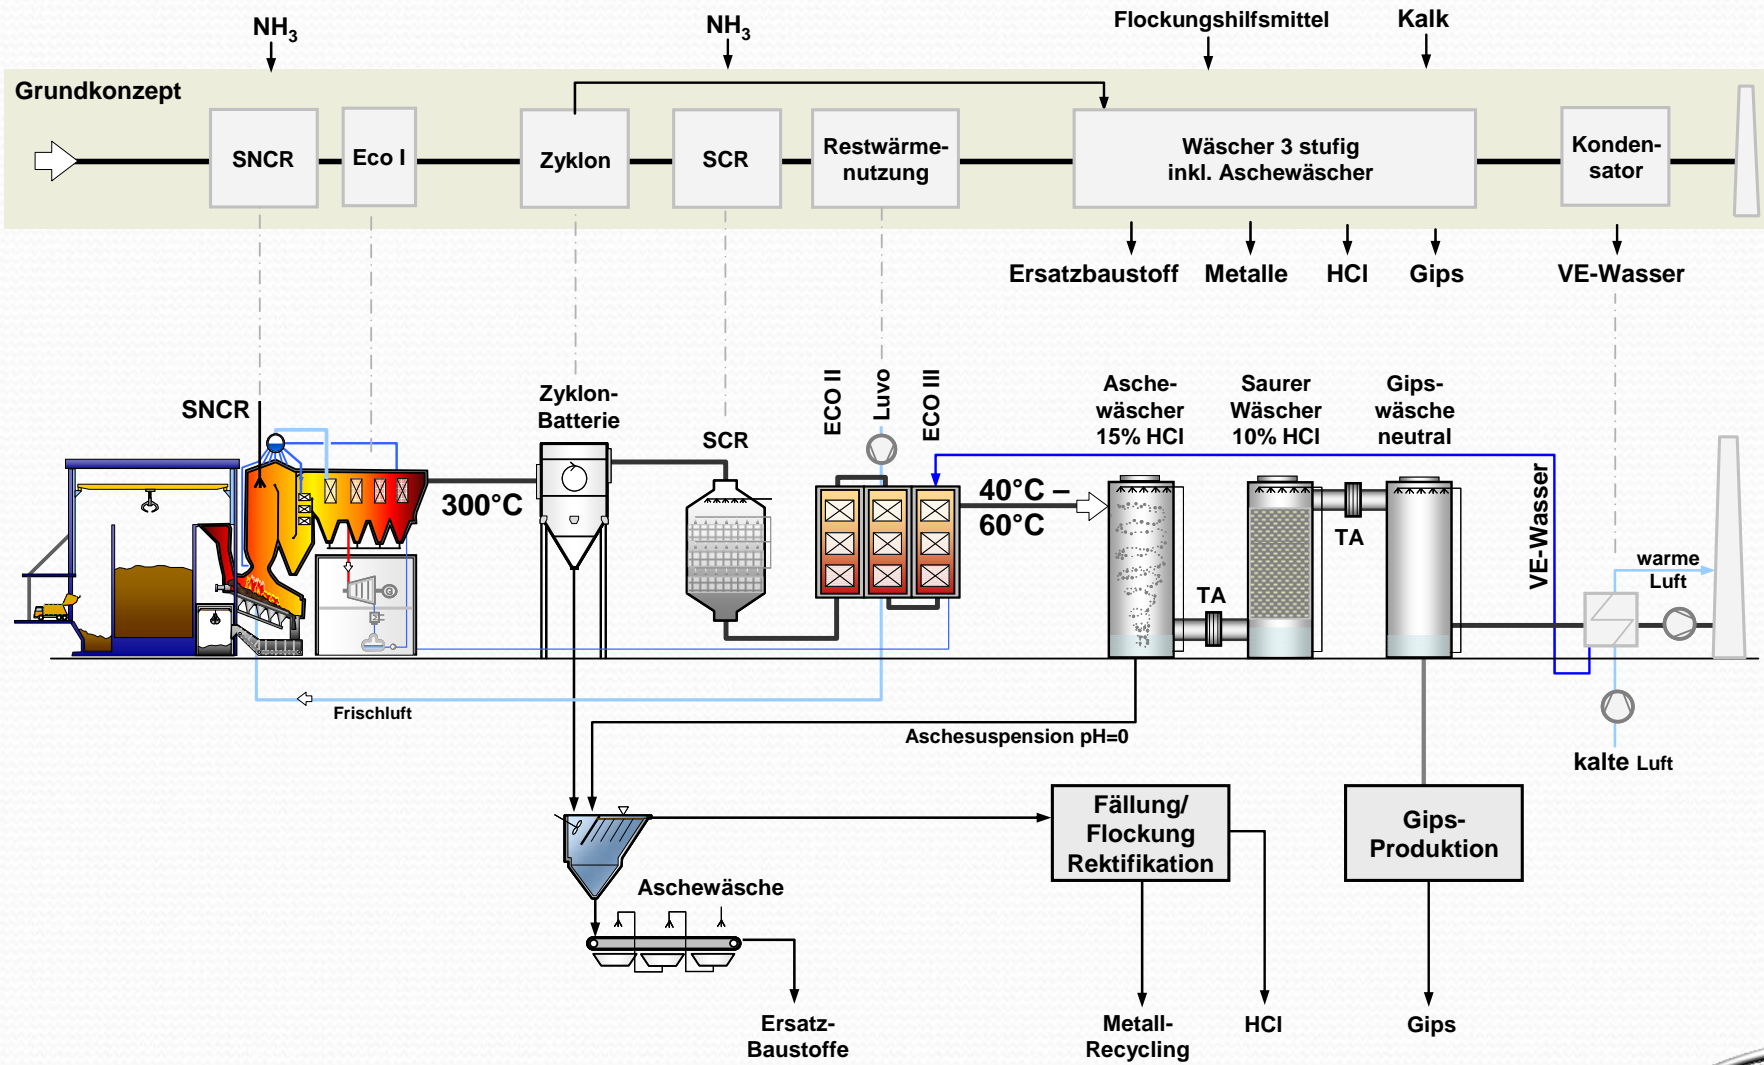 NH3
NH3
Flockungshilfsmittel
Kalk
Grundkonzept
SNCR
Eco I
Zyklon
SCR
Restwärme-
nutzung
Wäscher 3 stufig
inkl. Aschewäscher
Konden-
sator
Ersatzbaustoff
Metalle
HCl
Gips
VE-Wasser
SNCR
Zyklon-
Batterie
SCR
ECO II
Luvo
ECO III
Asche-
wäscher
15% HCl
Saurer
Wäscher
10% HCl
Gips-
wäsche
neutral
300°C
40°C –
60°C
TA
TA
VE-Wasser
warme
Luft
G
Frischluft
Aschesuspension pH=0
kalte Luft
Fällung/
Flockung
Rektifikation
Gips-
Produktion
Aschewäsche
Ersatz-
Baustoffe
Metall-
Recycling
HCl
Gips